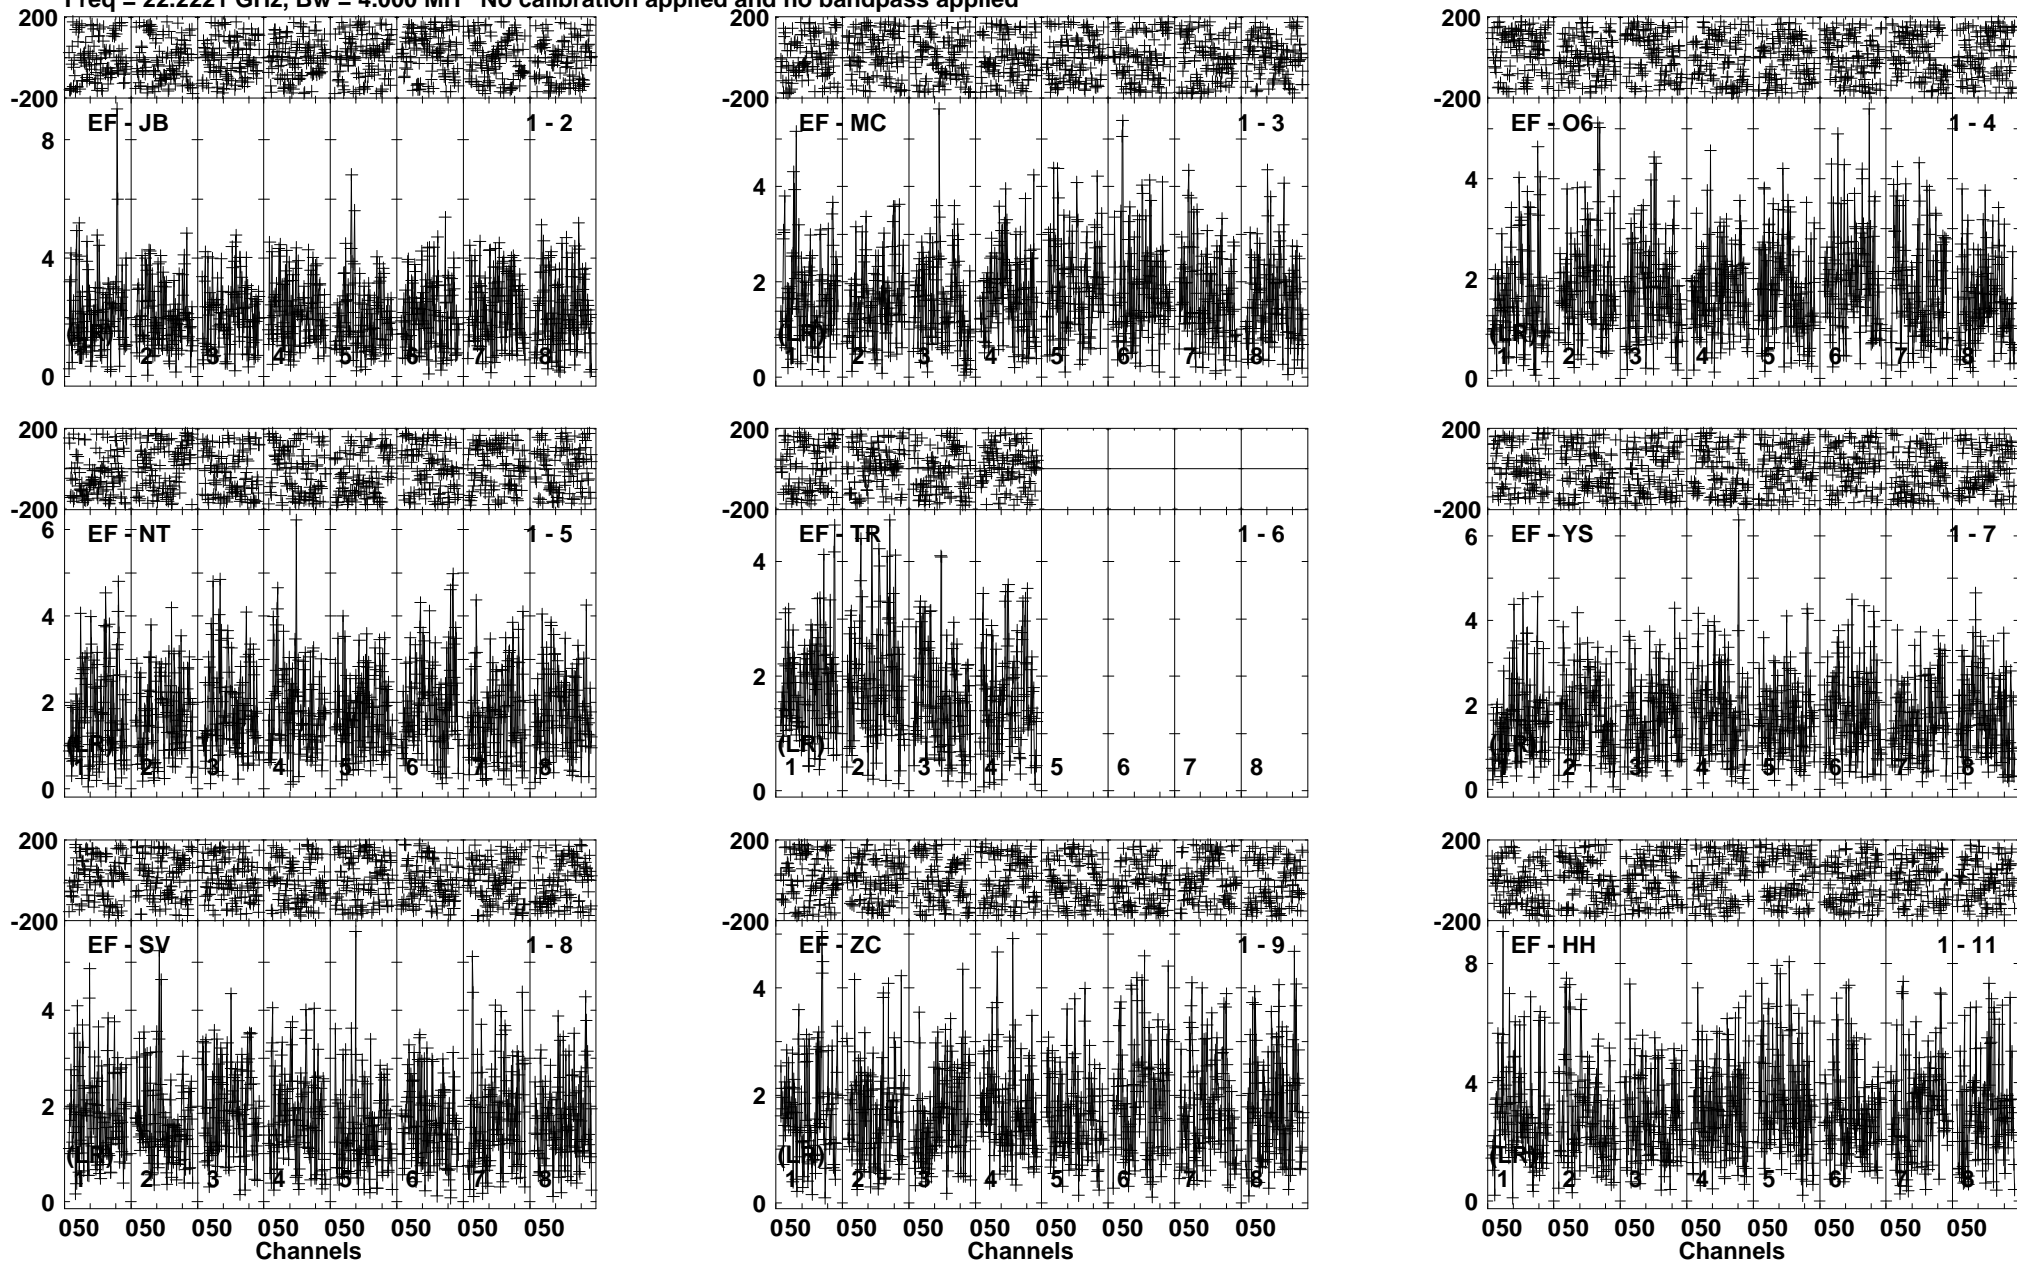 Freq = 22.2221 GHz, Bw = 4.000 MH No calibration applied and no bandpass applied
200 200 200
-200 -200 -200
EF - JB 1 - 2 EF - MC 1 - 3 EF - O6 1 - 4
8
4 4 4
2 2
(LR) (LR) (LR)
1 2 3 4 5 6 7 8 1 2 3 4 5 6 7 8 1 2 3 4 5 6 7 8
0 0 0
200 200 200
-200 -200 -200
EF - NT 1 - 5 EF - TR 1 - 6 EF - YS 1 - 7
6 6
4 4 4
2 2 2
(LR) (LR) (LR)
1 2 3 4 5 6 7 8 1 2 3 4 5 6 7 8 1 2 3 4 5 6 7 8
0 0 0
200 200 200
-200 -200 -200
EF - SV 1 - 8 EF - ZC 1 - 9 EF - HH 1 - 11
8
4 4 4
2 2
(LR) (LR) (LR)
1 2 3 4 5 6 7 8 1 2 3 4 5 6 7 8 1 2 3 4 5 6 7 8
0 0 0
050 050 050 050 050 050 050 050 050 050 050 050 050 050 050 050 050 050 050 050 050 050 050 050
Channels Channels Channels